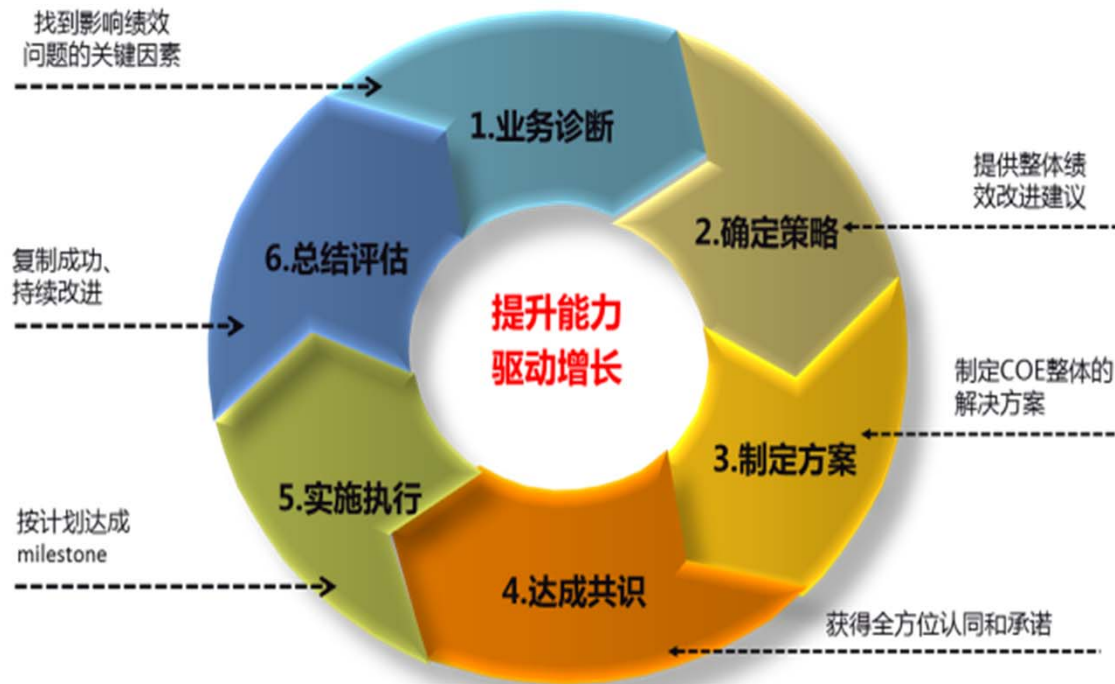 找到影响绩效
问题的关键因素
1.业务诊断
提供整体绩
效改进建议
2.确定策略
制定COE整体的
解决方案
3.制定方案
获得全方位认同和承诺
4.达成共识
按计划达成
milestone
5.实施执行
复制成功、
持续改进
6.总结评估
提升能力
驱动增长